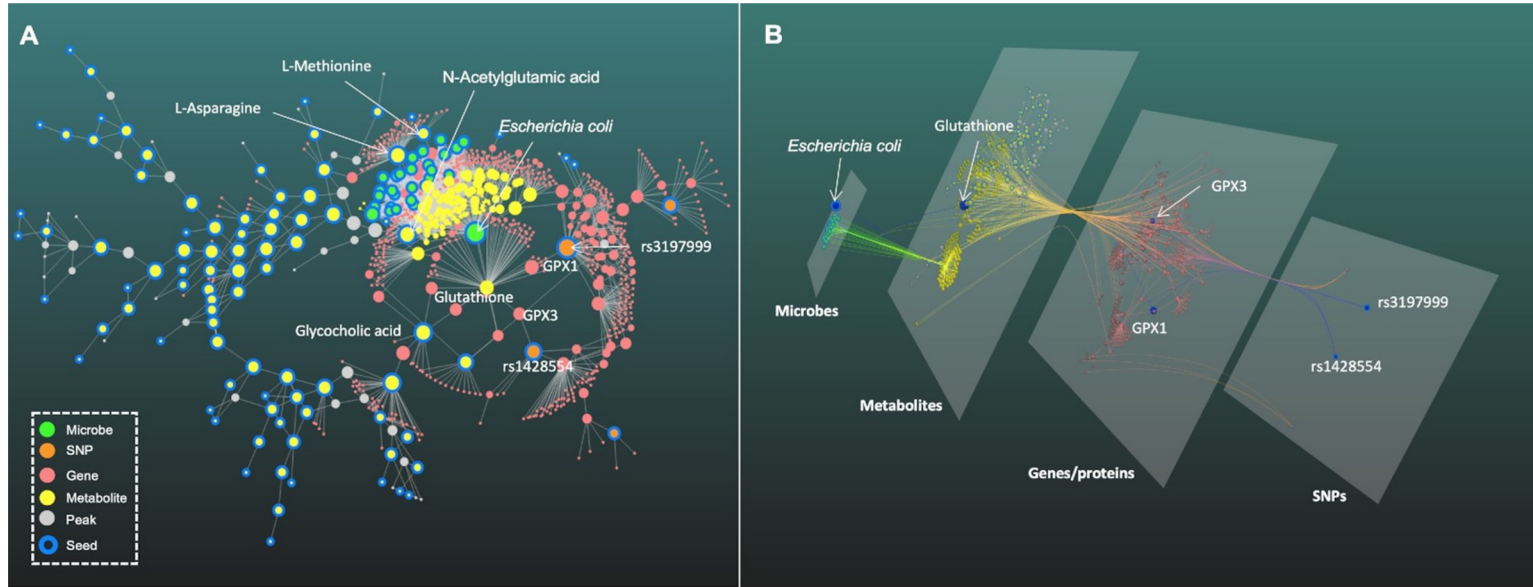 A
L-Methionine
N-Acetylglutamic acid
L-Asparagine
Escherichia coli
rs3197999
GPX1
Glutathione
GPX3
Glycocholic acid
rs1428554
Microbe
SNP
Gene
Metabolite
Peak
Seed
B
Glutathione
Escherichia coli
GPX3
Microbes
rs3197999
GPX1
rs1428554
Metabolites
Genes/proteins
SNPs